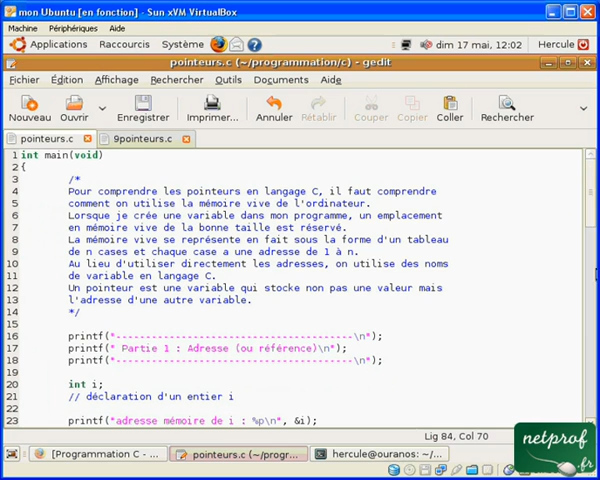 mon Ubuntu [en fonction] - Sun xVM VirtualBox
Machine Périphériques Aide
Applications Raccourcis Système dim 17 mai, 12:02 Hercule
pointeurs.c (~/programmation/c) - gedit
Fichier Édition Affichage Rechercher Outils Documents Aide
Nouveau Ouvrir Enregistrer Imprimer... Annuler Rétablir Couper Copier Coller Rechercher
pointeurs.c 9pointeurs.c
1 int main(void)
2 {
3 /*
4 Pour comprendre les pointeurs en langage C, il faut comprendre
5 comment on utilise la mémoire vive de l'ordinateur.
6 Lorsque je crée une variable dans mon programme, un emplacement
7 en mémoire vive de la bonne taille est réservé.
8 La mémoire vive se représente en fait sous la forme d'un tableau
9 de n cases et chaque case a une adresse de 1 à n.
10 Au lieu d'utiliser directement les adresses, on utilise des noms
11 de variable en langage C.
12 Un pointeur est une variable qui stocke non pas une valeur mais
13 l'adresse d'une autre variable.
14 */
15
16 printf("----------------------------------------\n");
17 printf(" Partie 1 : Adresse (ou référence)\n");
18 printf("----------------------------------------\n");
19
20 int i;
21 // déclaration d'un entier i
22
23 printf("adresse mémoire de i : %p\n", &i);
Lig 84, Col 70
[Programmation C - ... pointeurs.c (~/progr... hercule@ouranos: ~/...
netprof
.fr